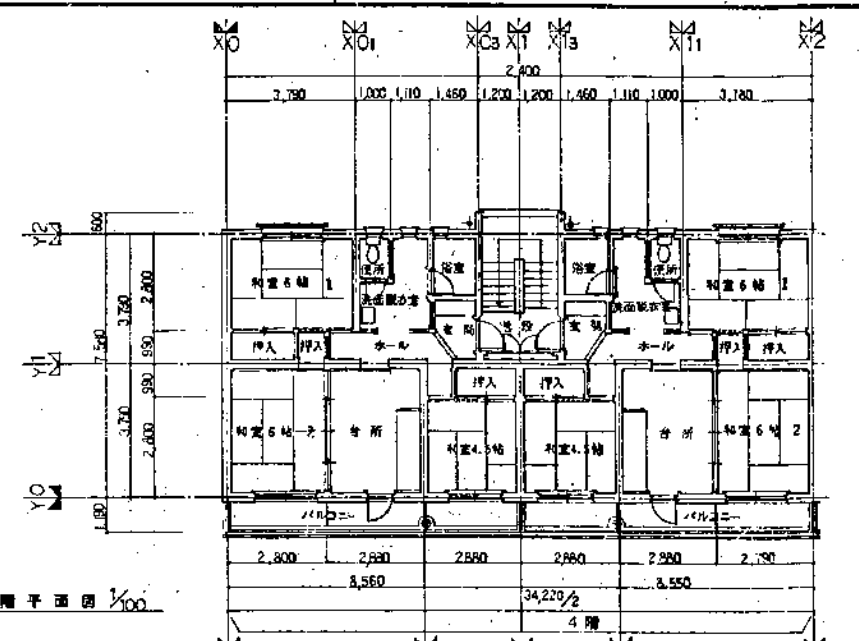 X0 X01 X03 X1 X13 X11 X2
2,400
3,790 1,000 1,110 1,460 1,200 1,200 1,460 1,110 1,000 3,780
600
Y2
便所 浴室 浴室 便所
和室6帖 1 和室6帖 1
洗面脱衣室 洗面脱衣室
2,800
3,790
玄関 階段 玄関
7,580
990
押入 押入 ホール ホール 押入 押入
Y1
990
押入 押入
3,790
和室6帖 2 台所 和室4.5帖 和室4.5帖 台所 和室6帖 2
2,800
Y0
バルコニー バルコニー
1,190
2,800 2,880 2,880 2,880 2,880 2,790
8,560 8,550
34,220/2
階平面図 1/100
4階